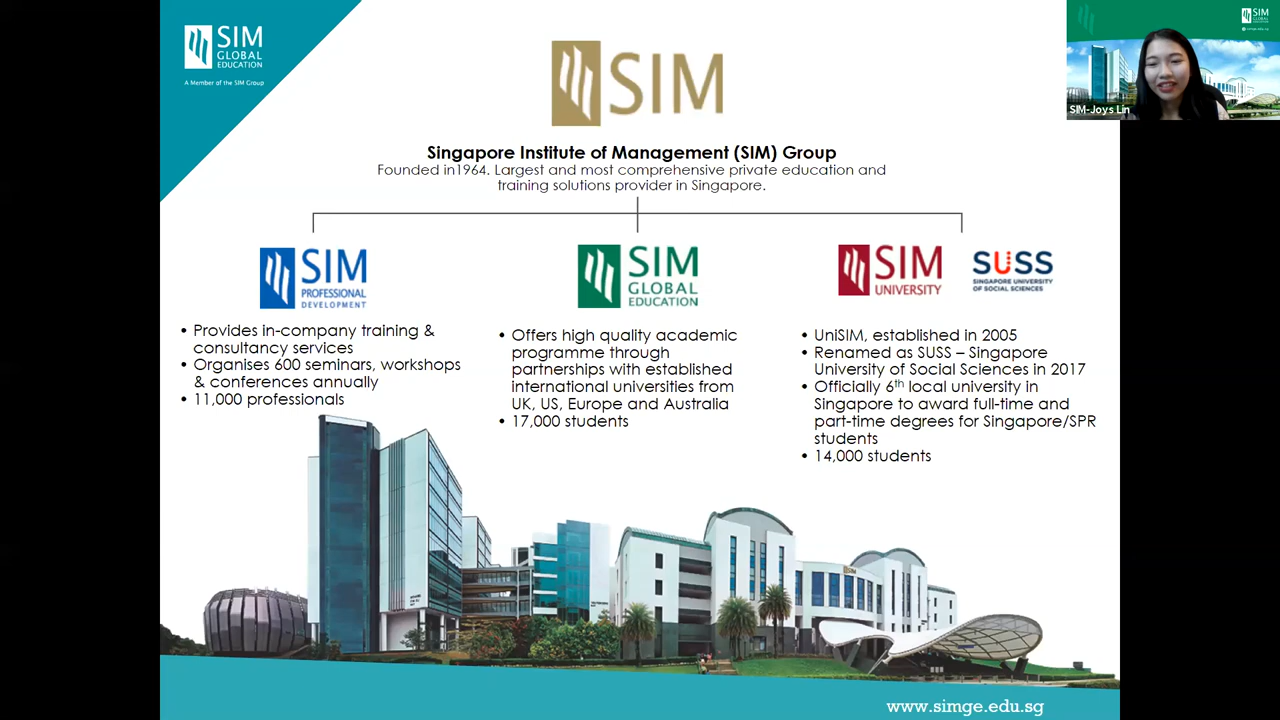 SIM
GLOBAL
EDUCATION
A Member of the SIM Group
SIM
SIM
GLOBAL
EDUCATION
SIM-Joys Lin
Singapore Institute of Management (SIM) Group
Founded in1964. Largest and most comprehensive private education and
training solutions provider in Singapore.
SIM
PROFESSIONAL
DEVELOPMENT
• Provides in-company training &
consultancy services
• Organises 600 seminars, workshops
& conferences annually
• 11,000 professionals
SIM
GLOBAL
EDUCATION
• Offers high quality academic
programme through
partnerships with established
international universities from
UK, US, Europe and Australia
• 17,000 students
SIM
UNIVERSITY
SUSS
SINGAPORE UNIVERSITY
OF SOCIAL SCIENCES
• UniSIM, established in 2005
• Renamed as SUSS – Singapore
University of Social Sciences in 2017
• Officially 6th local university in
Singapore to award full-time and
part-time degrees for Singapore/SPR
students
• 14,000 students
SIM
www.simge.edu.sg